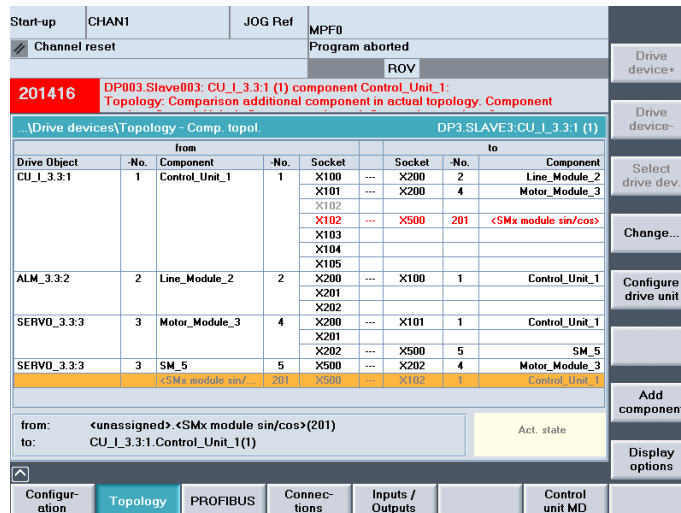 Start-up CHAN1 JOG Ref MPF0
Channel reset Program aborted
ROV
201416 DP003.Slave003: CU_I_3.3:1 (1) component Control_Unit_1:
Topology: Comparison additional component in actual topology. Component
...\Drive devices\Topology - Comp. topol. DP3.SLAVE3:CU_I_3.3:1 (1)
from to
Drive Object -No. Component -No. Socket Socket -No. Component
CU_I_3.3:1 1 Control_Unit_1 1 X100 --- X200 2 Line_Module_2
X101 --- X200 4 Motor_Module_3
X102
X102 --- X500 201 <SMx module sin/cos>
X103
X104
X105
ALM_3.3:2 2 Line_Module_2 2 X200 --- X100 1 Control_Unit_1
X201
X202
SERVO_3.3:3 3 Motor_Module_3 4 X200 --- X101 1 Control_Unit_1
X201
X202 --- X500 5 SM_5
SERVO_3.3:3 3 SM_5 5 X500 --- X202 4 Motor_Module_3
<SMx module sin/... 201 X500 --- X102 1 Control_Unit_1
from: <unassigned>.<SMx module sin/cos>(201)
to: CU_I_3.3:1.Control_Unit_1(1)
Act. state
Drive
device+
Drive
device-
Select
drive dev.
Change...
Configure
drive unit
Add
component
Display
options
Configur-
ation
Topology
PROFIBUS
Connec-
tions
Inputs /
Outputs
Control
unit MD